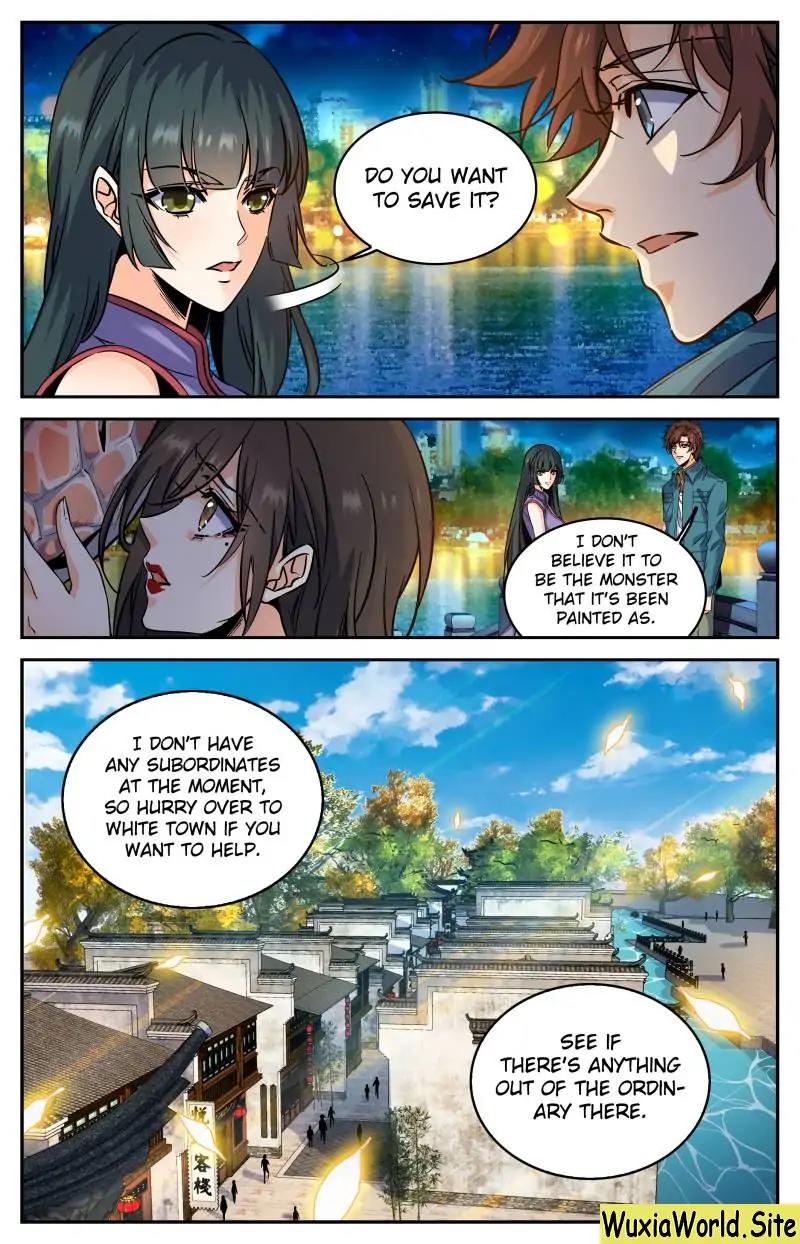 DO YOU WANT
TO SAVE IT?
I DON'T
BELIEVE IT TO
BE THE MONSTER
THAT IT'S BEEN
PAINTED AS.
I DON'T HAVE
ANY SUBORDINATES
AT THE MOMENT,
SO HURRY OVER TO
WHITE TOWN IF YOU
WANT TO HELP.
SEE IF
THERE'S ANYTHING
OUT OF THE ORDIN-
ARY THERE.
悦
客
棧
WuxiaWorld.Site